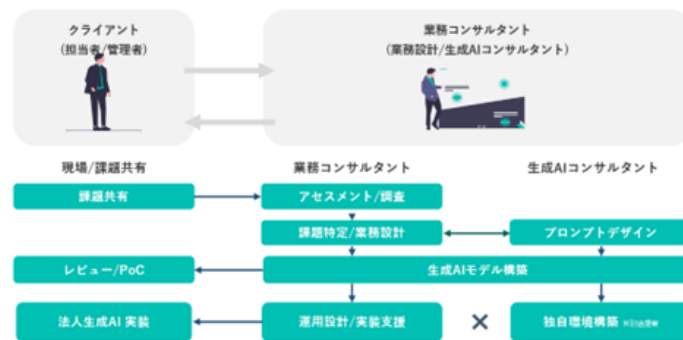 クライアント
(担当者/管理者)
業務コンサルタント
(業務設計/生成AIコンサルタント)
現場/課題共有
業務コンサルタント
生成AIコンサルタント
課題共有
アセスメント/調査
課題特定/業務設計
プロンプトデザイン
レビュー/PoC
生成AIモデル構築
法人生成AI 実装
運用設計/実装支援
×
独自環境構築